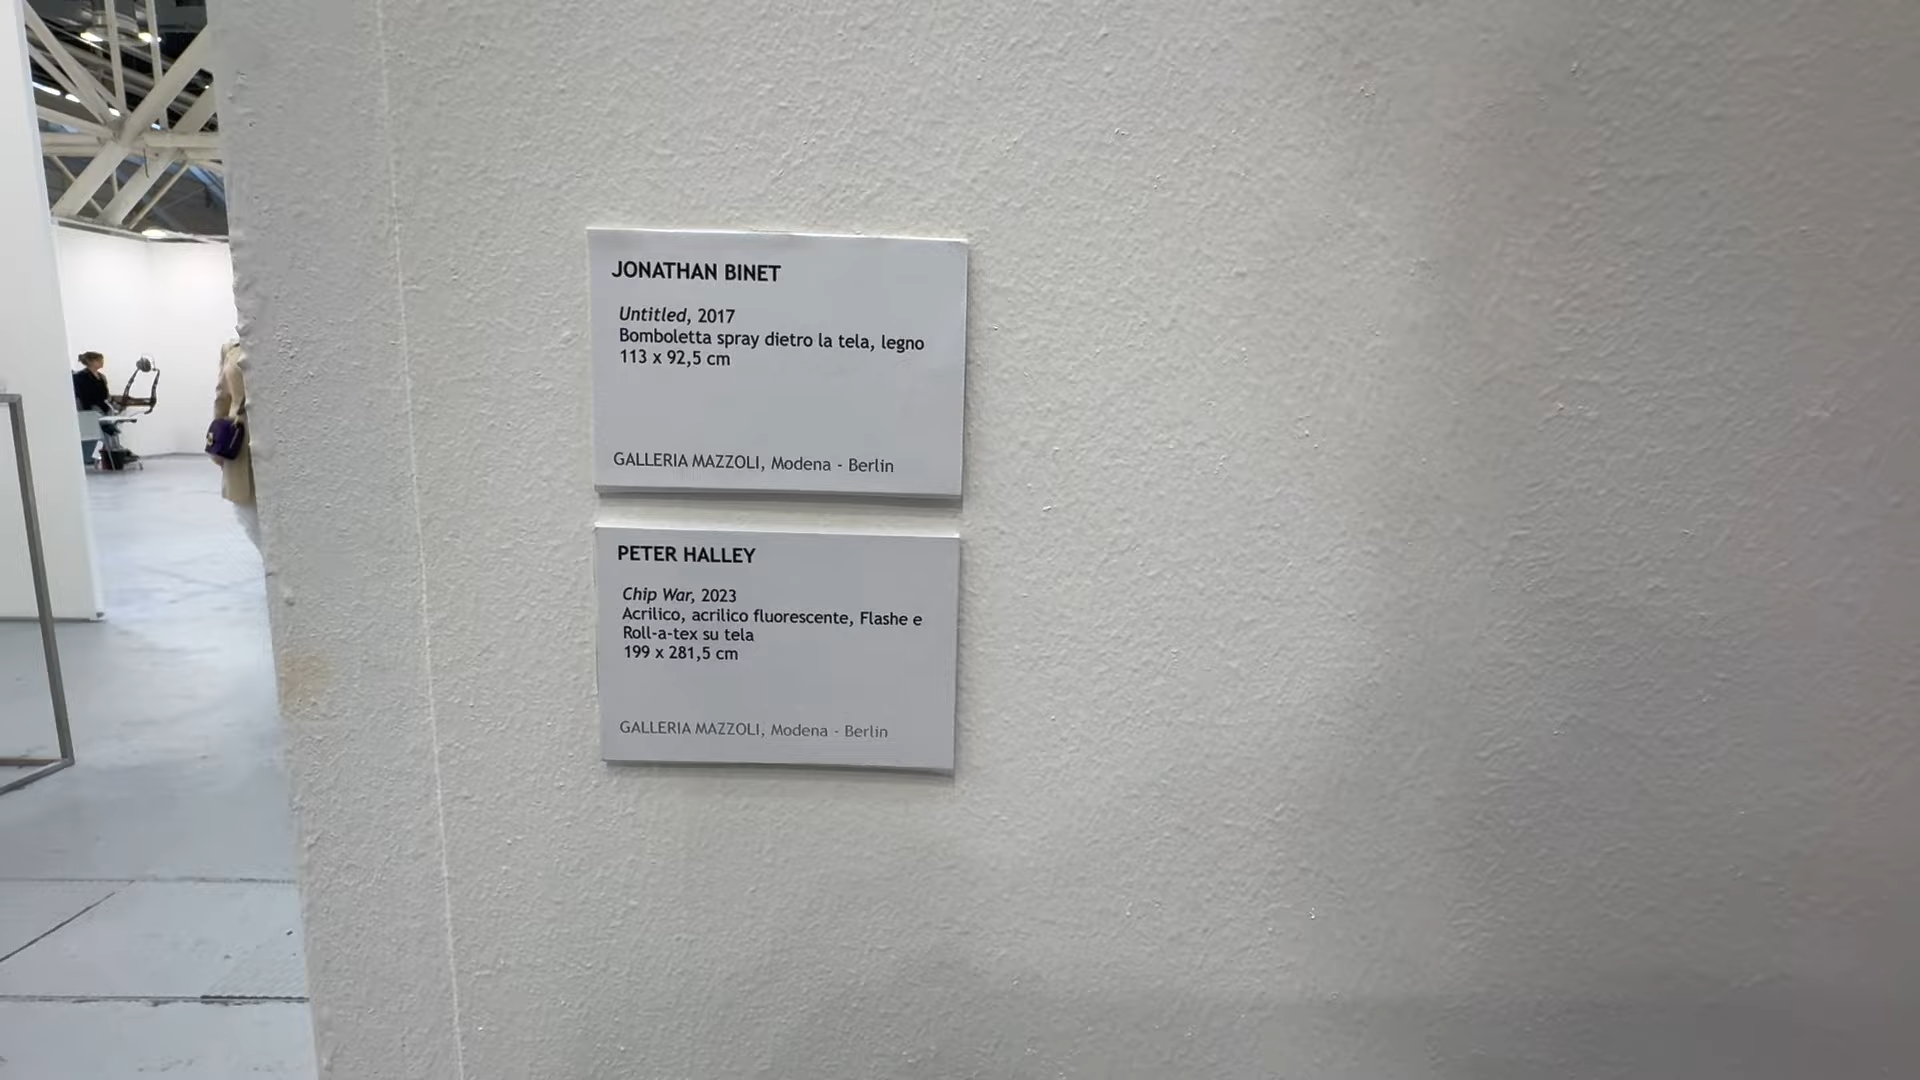 JONATHAN BINET
Untitled, 2017
Bomboletta spray dietro la tela, legno
113 x 92,5 cm
GALLERIA MAZZOLI, Modena - Berlin
PETER HALLEY
Chip War, 2023
Acrilico, acrilico fluorescente, Flashe e
Roll-a-tex su tela
199 x 281,5 cm
GALLERIA MAZZOLI, Modena - Berlin